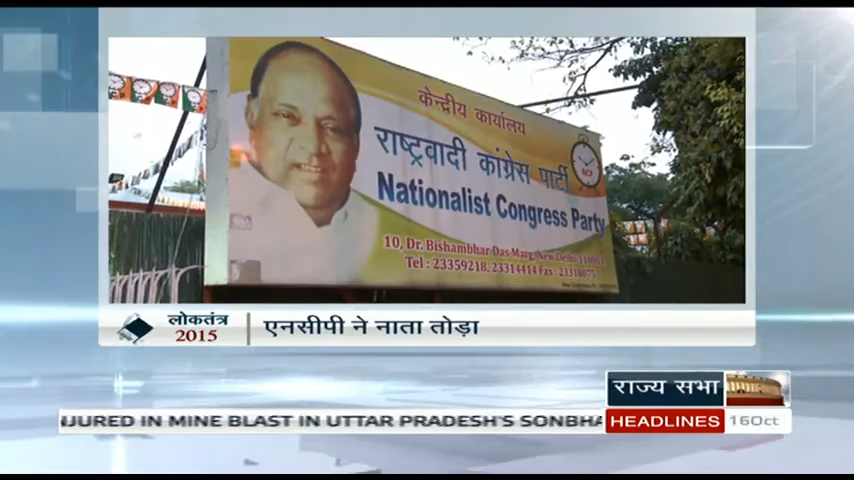 केन्द्रीय कार्यालय
राष्ट्रवादी कांग्रेस पार्टी
NCP
Nationalist Congress Party
10, Dr. Bishambhar Das Marg, New Delhi 110001
Tel : 23359218, 23314414 Fax : 23318075
लोकतंत्र
2015
एनसीपी ने नाता तोड़ा
राज्य सभा
NJURED IN MINE BLAST IN UTTAR PRADESH'S SONBHA
HEADLINES
16Oct